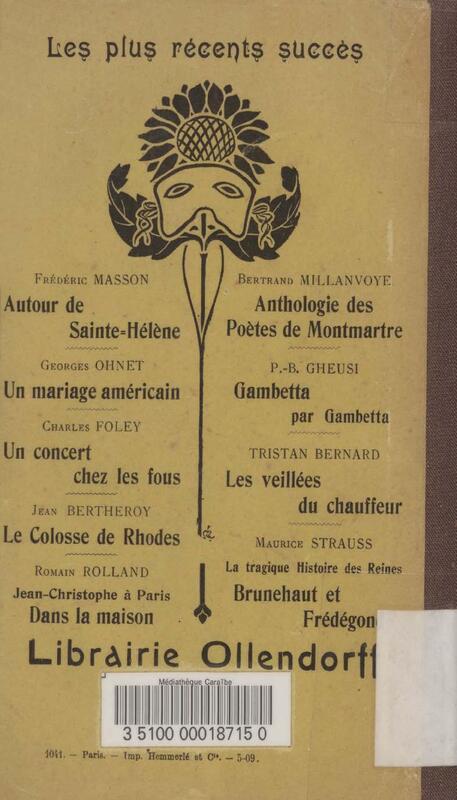 Les plus récents succès
FRÉDÉRIC MASSON
Autour de
Sainte=Hélène
GEORGES OHNET
Un mariage américain
CHARLES FOLEY
Un concert
chez les fous
JEAN BERTHEROY
Le Colosse de Rhodes
ROMAIN ROLLAND
Jean-Christophe à Paris
Dans la maison
BERTRAND MILLANVOYE
Anthologie des
Poètes de Montmartre
P.-B. GHEUSI
Gambetta
par Gambetta
TRISTAN BERNARD
Les veillées
du chauffeur
MAURICE STRAUSS
La tragique Histoire des Reines
Brunehaut et
Frédégon
Librairie Ollendorff
Médiathèque Caraïbe
3 5100 00018715 0
1041. — Paris. — Imp. Hemmerlé et Cie. — 5-09.